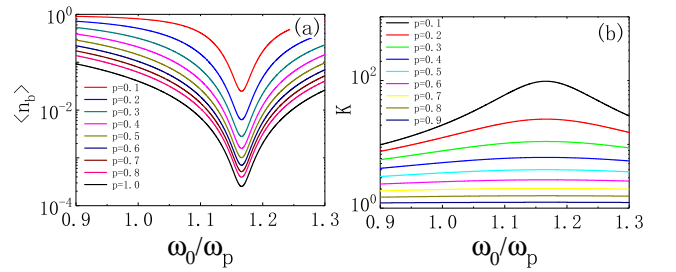 (a)
<n_b>
10^0
10^-2
10^-4
p=0.1
p=0.2
p=0.3
p=0.4
p=0.5
p=0.6
p=0.7
p=0.8
p=1.0
0.9 1.0 1.1 1.2 1.3
ω_0/ω_p
(b)
K
10^2
10^0
p=0.1
p=0.2
p=0.3
p=0.4
p=0.5
p=0.6
p=0.7
p=0.8
p=0.9
0.9 1.0 1.1 1.2 1.3
ω_0/ω_p